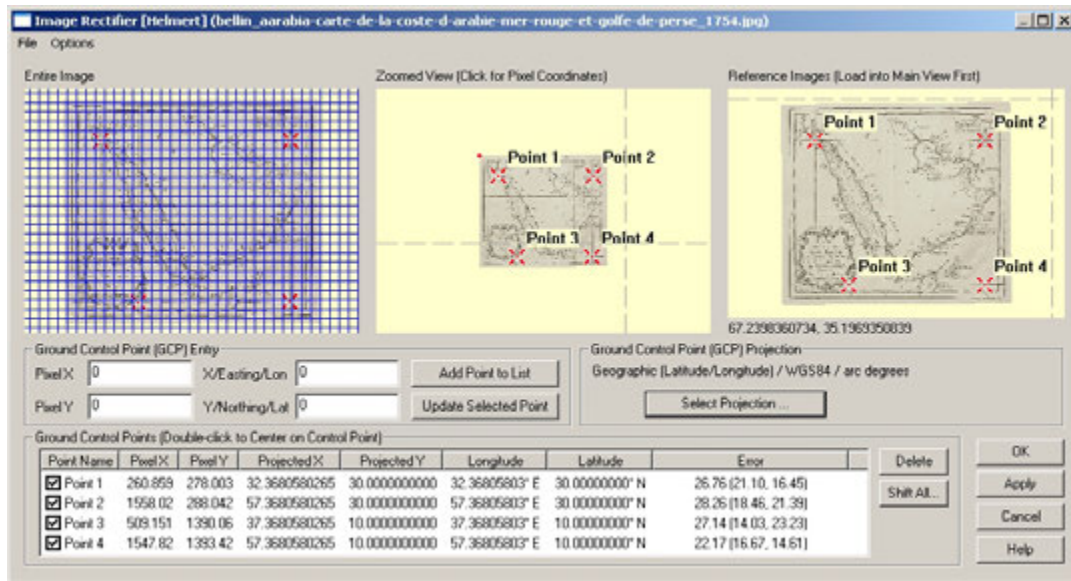 Image Rectifier [Helmert] (bellin_aarabia-carte-de-la-coste-d-arabie-mer-rouge-et-golfe-de-perse_1754.jpg)
File Options
Entire Image
Zoomed View (Click for Pixel Coordinates)
Reference Images (Load into Main View First)
Point 1 Point 2
Point 3 Point 4
Point 1 Point 2
Point 3 Point 4
67.2398360734, 35.1969350839
Ground Control Point (GCP) Entry
Pixel X 0 X/Easting/Lon 0 Add Point to List
Pixel Y 0 Y/Northing/Lat 0 Update Selected Point
Ground Control Point (GCP) Projection
Geographic (Latitude/Longitude) / WGS84 / arc degrees
Select Projection ...
Ground Control Points (Double-click to Center on Control Point)
Point Name Pixel X Pixel Y Projected X Projected Y Longitude Latitude Error
Point 1 260.859 278.003 32.3680580265 30.0000000000 32.36805803° E 30.00000000° N 26.76 (21.10, 16.45)
Point 2 1558.02 288.042 57.3680580265 30.0000000000 57.36805803° E 30.00000000° N 28.26 (18.46, 21.39)
Point 3 509.151 1390.06 37.3680580265 10.0000000000 37.36805803° E 10.00000000° N 27.14 (14.03, 23.23)
Point 4 1547.82 1393.42 57.3680580265 10.0000000000 57.36805803° E 10.00000000° N 22.17 (16.67, 14.61)
Delete
Shift All...
OK
Apply
Cancel
Help